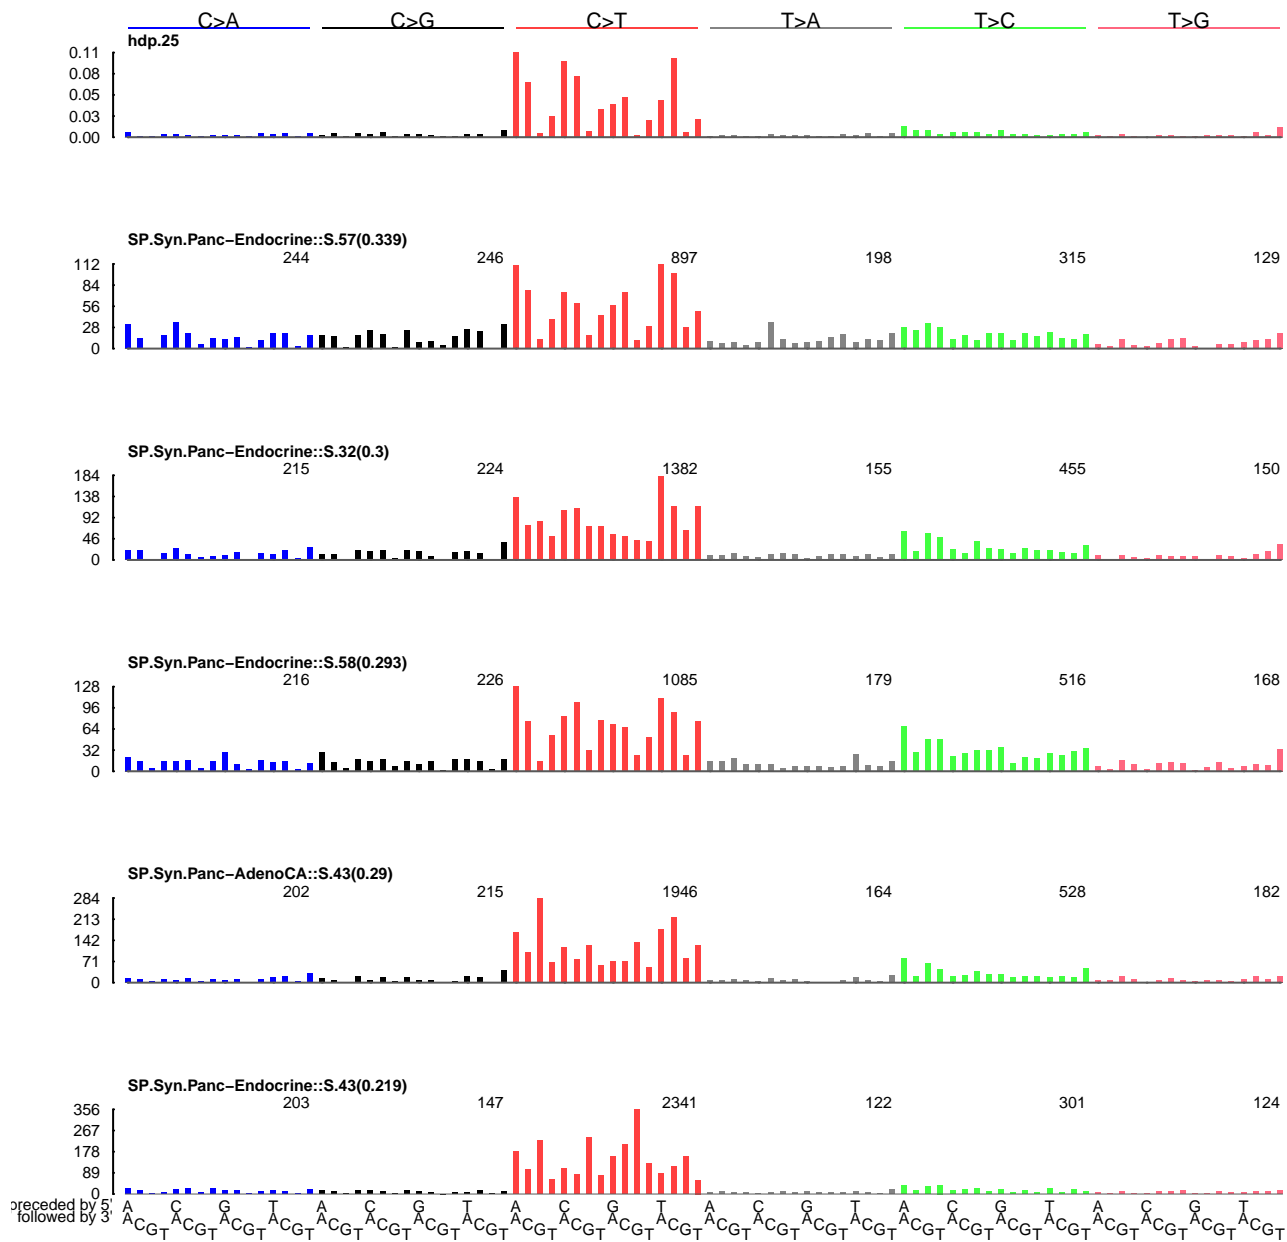 C>A C>G C>T T>A T>C T>G
hdp.25
0.11
0.08
0.05
0.03
0.00
SP.Syn.Panc−Endocrine::S.57(0.339)
244 246 897 198 315 129
112
84
56
28
0
SP.Syn.Panc−Endocrine::S.32(0.3)
215 224 1382 155 455 150
184
138
92
46
0
SP.Syn.Panc−Endocrine::S.58(0.293)
216 226 1085 179 516 168
128
96
64
32
0
SP.Syn.Panc−AdenoCA::S.43(0.29)
202 215 1946 164 528 182
284
213
142
71
0
SP.Syn.Panc−Endocrine::S.43(0.219)
203 147 2341 122 301 124
356
267
178
89
0
preceded by 5' A C G T A C G T A C G T A C G T A C G T A C G T
followed by 3' A C G T A C G T A C G T A C G T A C G T A C G T A C G T A C G T A C G T A C G T A C G T A C G T A C G T A C G T A C G T A C G T A C G T A C G T A C G T A C G T A C G T A C G T A C G T A C G T